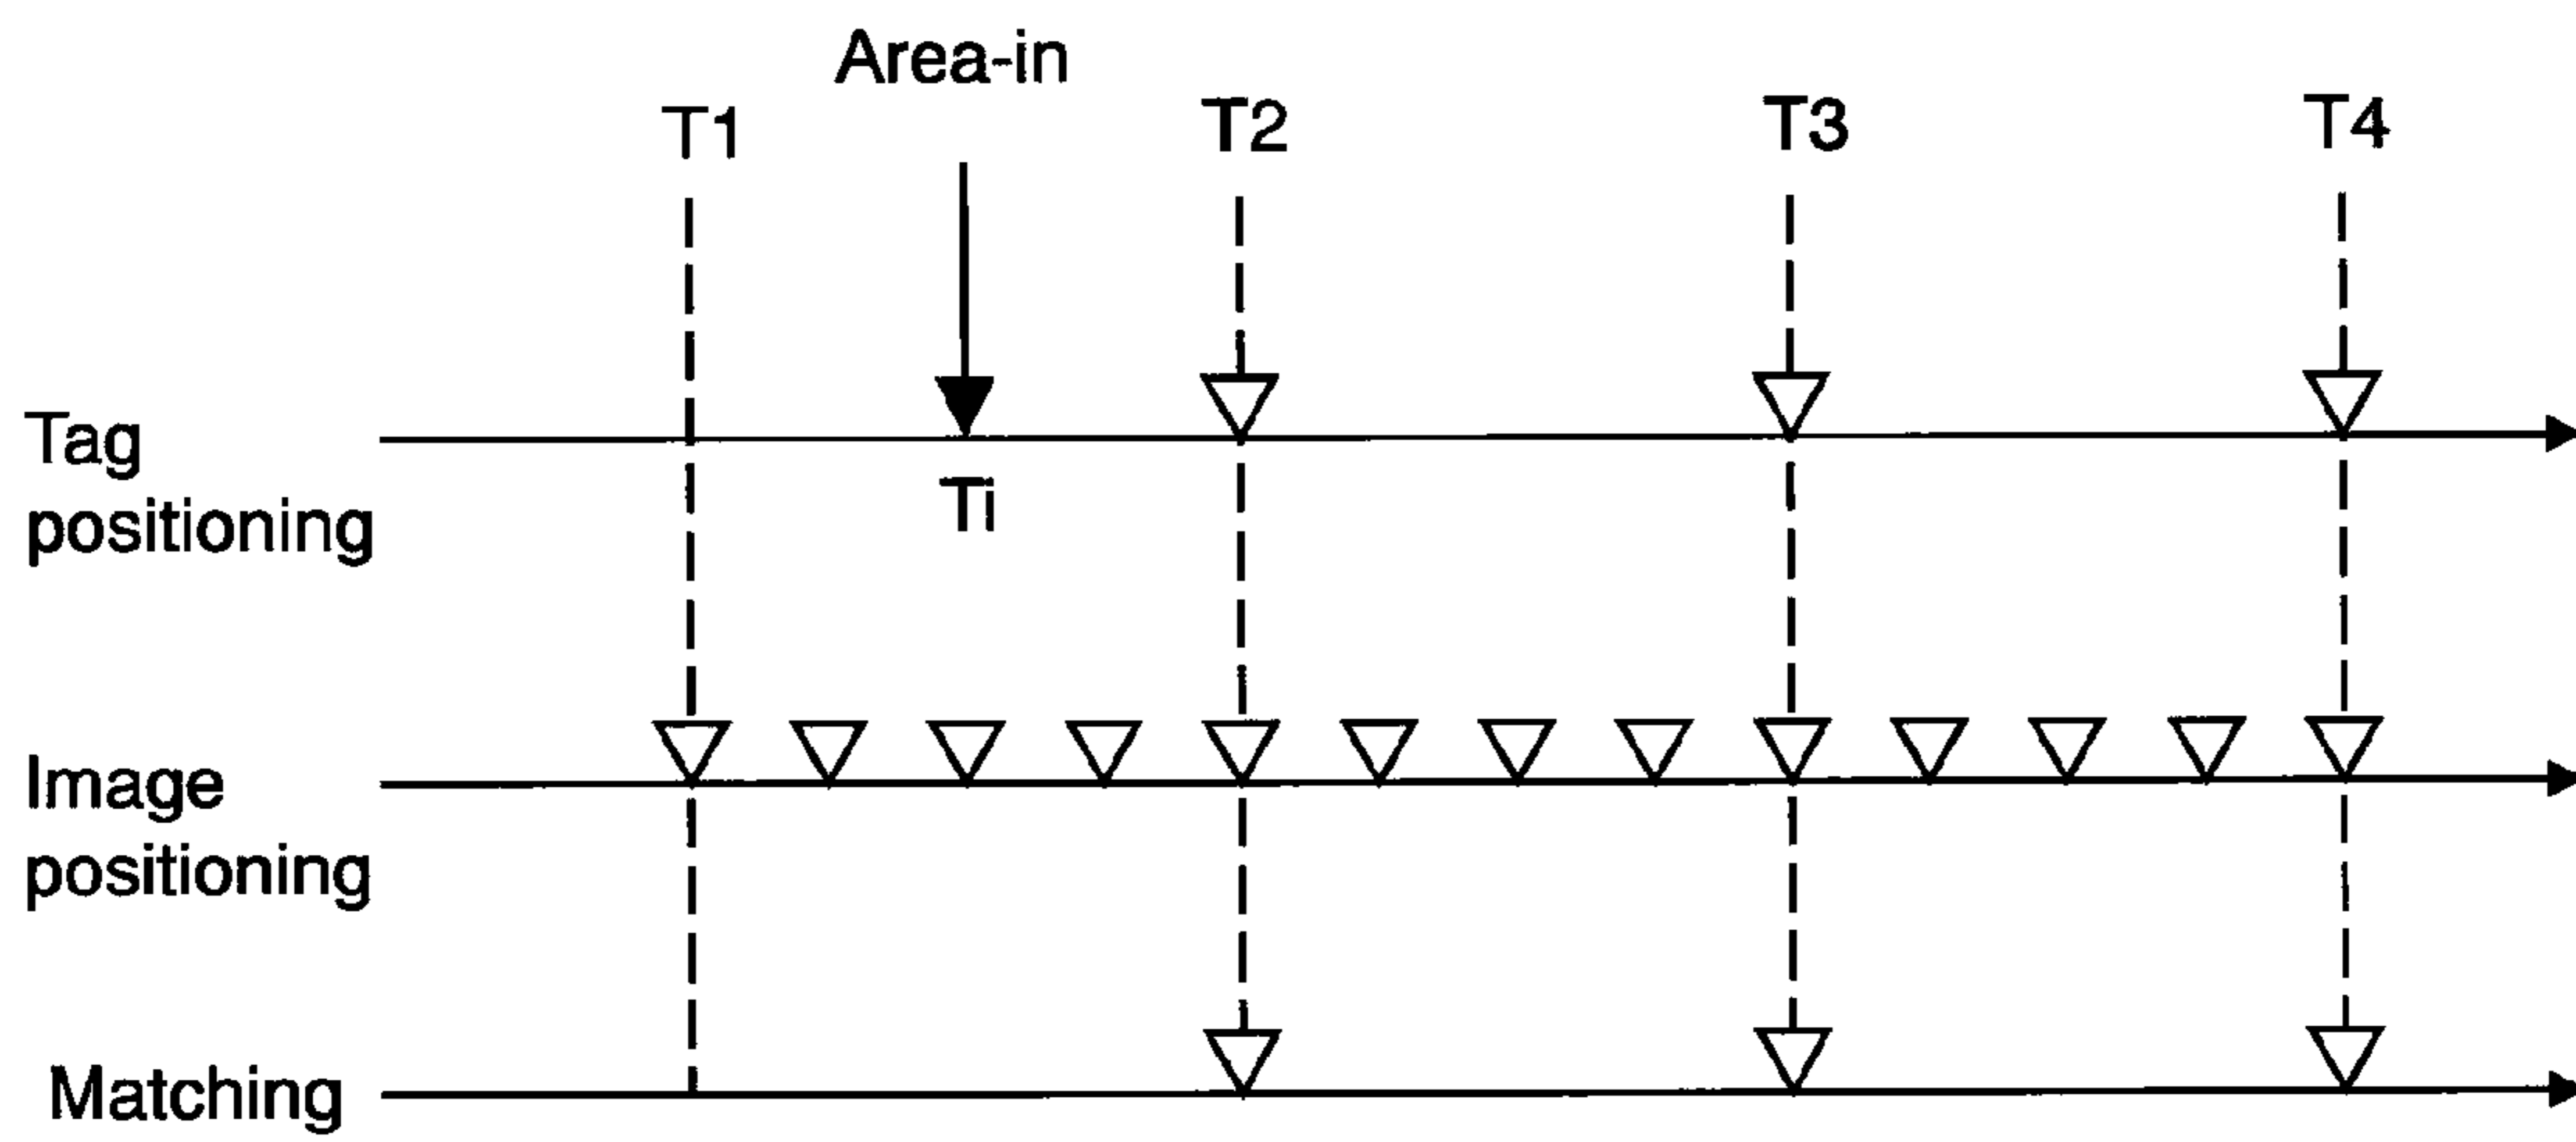 Area-in
T1
T2
T3
T4
Tag
positioning
Ti
Image
positioning
Matching